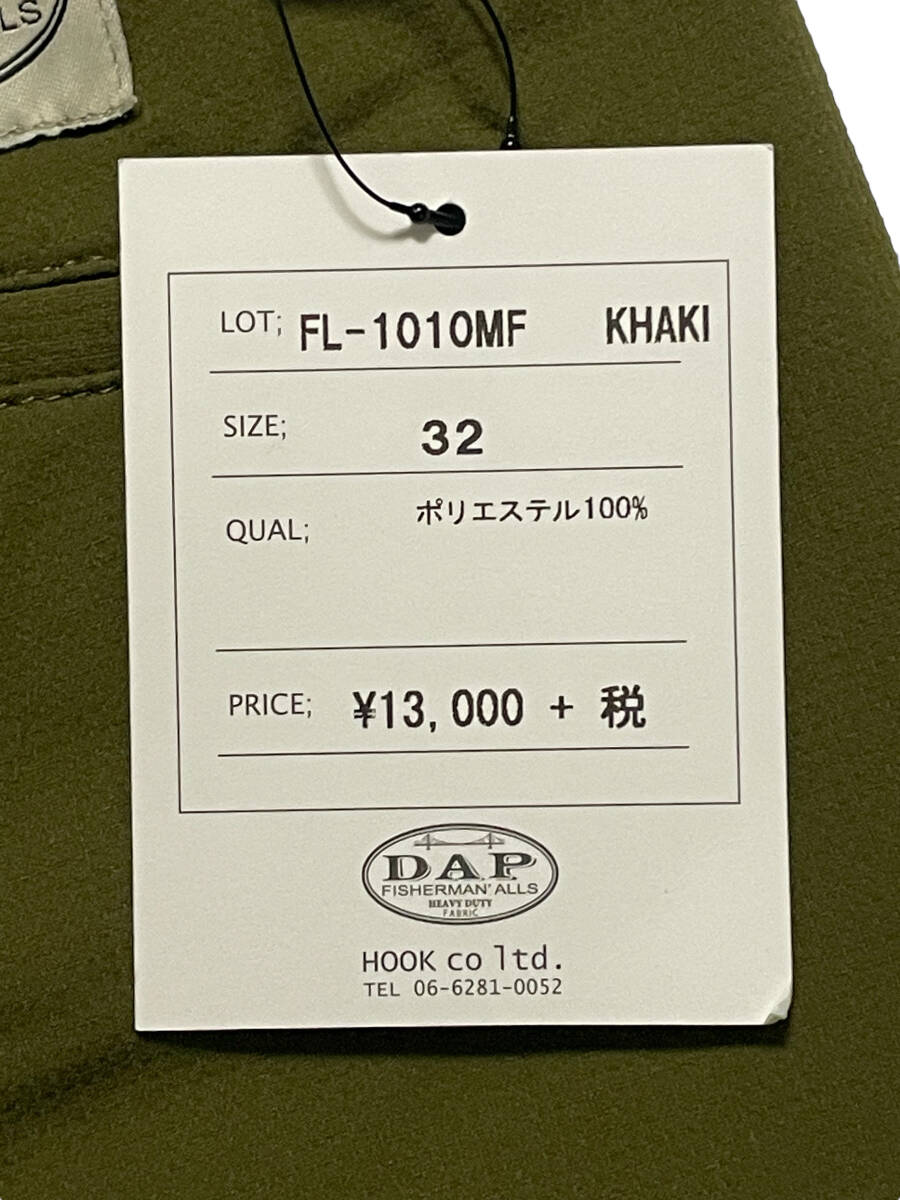 LS
LOT; FL-1010MF KHAKI
SIZE; 32
QUAL; ポリエステル100%
PRICE; ¥13,000 + 税
D.A.P.
FISHERMAN' ALLS
HEAVY DUTY
FABRIC
HOOK co ltd.
TEL 06-6281-0052